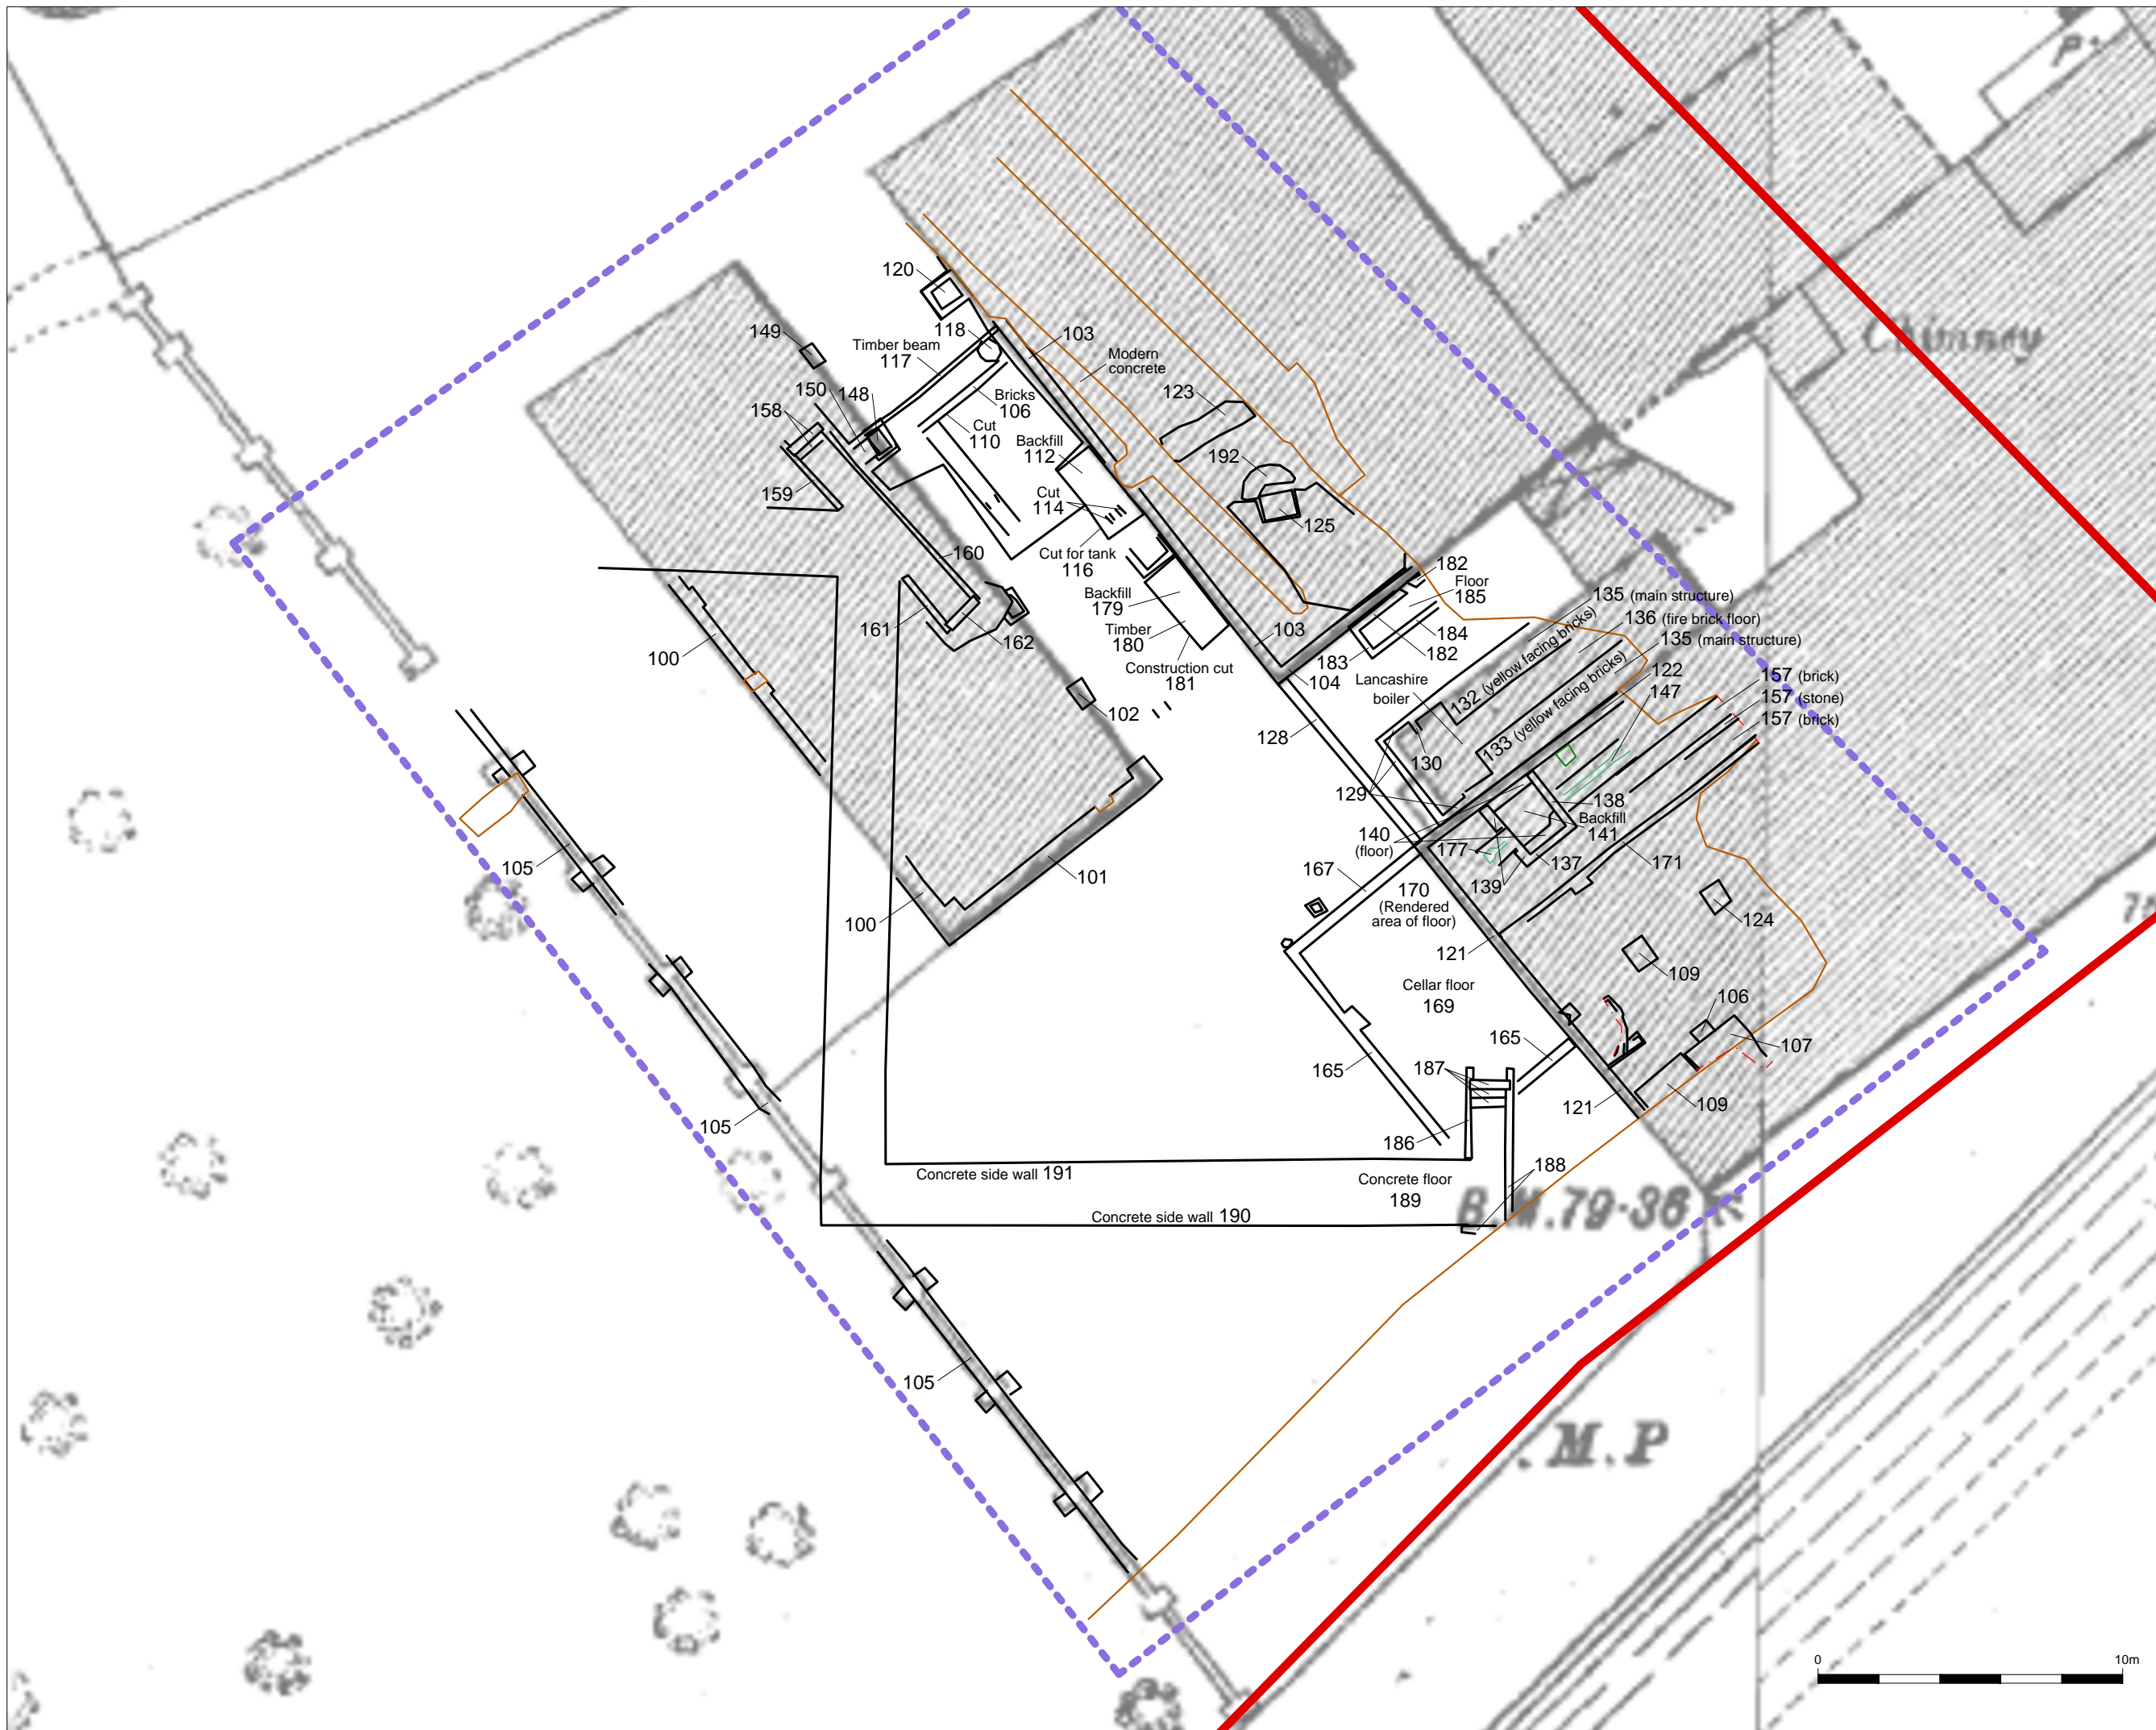 Chimney
120
149
118
103
Timber beam
117
Modern
concrete
150
148
123
Bricks
106
158
Cut
110
Backfill
112
192
159
Cut
114
125
160
Cut for tank
116
182
Floor
185
Backfill
179
135 (main structure)
136 (fire brick floor)
161
Timber
180
103
184
135 (main structure)
162
100
183
182
132 (yellow facing bricks)
Construction cut
181
104
Lancashire
boiler
122
157 (brick)
147
157 (stone)
102
133 (yellow facing bricks)
157 (brick)
128
130
129
138
Backfill
141
140
(floor)
177
137
171
105
167
139
101
170
(Rendered
area of floor)
124
78
100
121
109
Cellar floor
169
106
165
107
165
187
121
109
105
186
188
Concrete side wall 191
Concrete floor
189
B.M.79·36
Concrete side wall 190
105
.M.P
0
10m